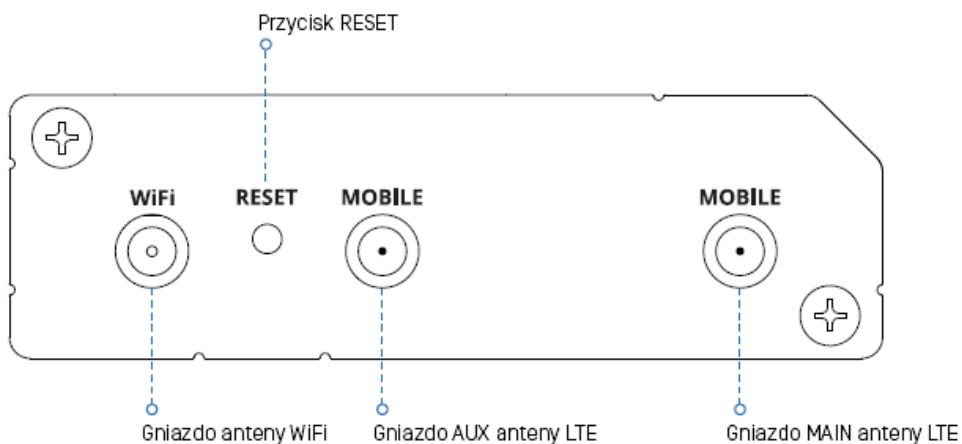 Przycisk RESET
WiFi
RESET
MOBILE
MOBILE
Gniazdo anteny WiFi
Gniazdo AUX anteny LTE
Gniazdo MAIN anteny LTE